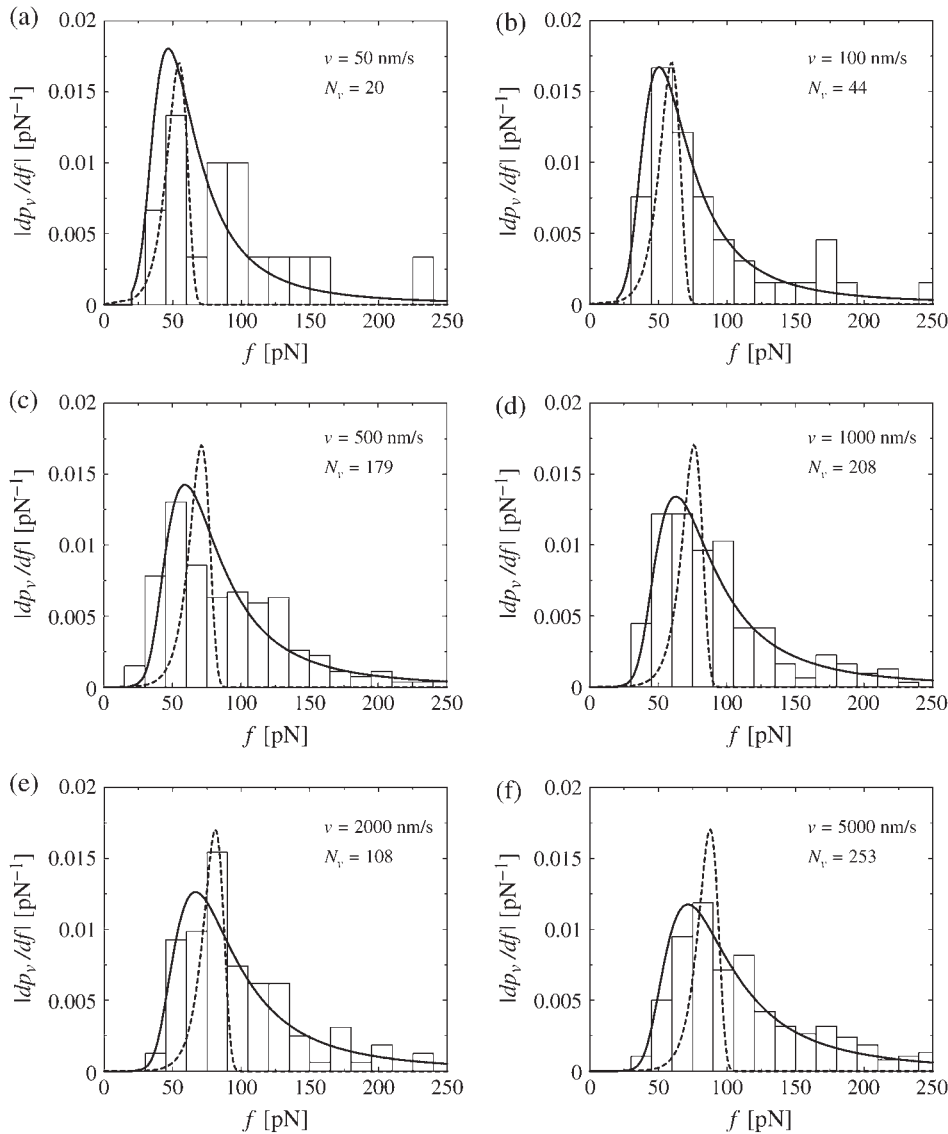 (a)
|dp_v/df| [pN⁻¹]
0.02
0.015
0.01
0.005
0
v = 50 nm/s
N_v = 20
0 50 100 150 200 250
f [pN]
(b)
|dp_v/df| [pN⁻¹]
0.02
0.015
0.01
0.005
0
v = 100 nm/s
N_v = 44
0 50 100 150 200 250
f [pN]
(c)
|dp_v/df| [pN⁻¹]
0.02
0.015
0.01
0.005
0
v = 500 nm/s
N_v = 179
0 50 100 150 200 250
f [pN]
(d)
|dp_v/df| [pN⁻¹]
0.02
0.015
0.01
0.005
0
v = 1000 nm/s
N_v = 208
0 50 100 150 200 250
f [pN]
(e)
|dp_v/df| [pN⁻¹]
0.02
0.015
0.01
0.005
0
v = 2000 nm/s
N_v = 108
0 50 100 150 200 250
f [pN]
(f)
|dp_v/df| [pN⁻¹]
0.02
0.015
0.01
0.005
0
v = 5000 nm/s
N_v = 253
0 50 100 150 200 250
f [pN]